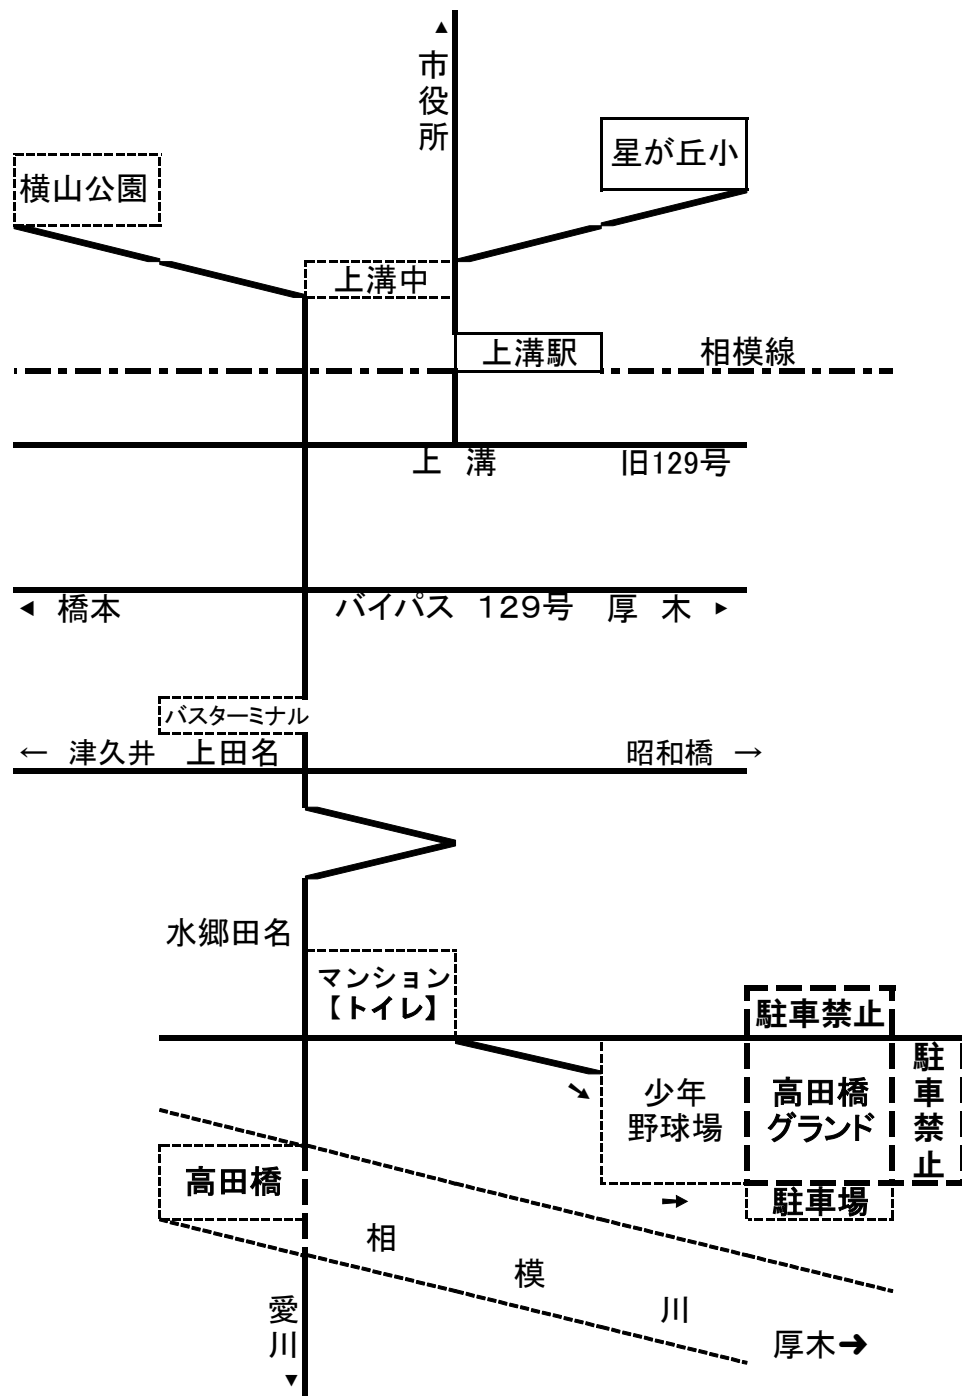 ▲
市役所
星が丘小
横山公園
上溝中
上溝駅
相模線
上 溝
旧129号
◀ 橋本
バイパス 129号
厚 木 ▶
バスターミナル
← 津久井
上田名
昭和橋 →
水郷田名
マンション
【トイレ】
駐車禁止
駐車禁止
少年
野球場
高田橋
グランド
高田橋
駐車場
相模川
愛川
▼
厚木➜